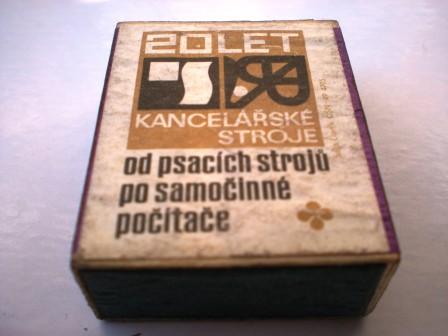 20 LET
KANCELÁŘSKÉ
STROJE
od psacích strojů
po samočinné
počítače